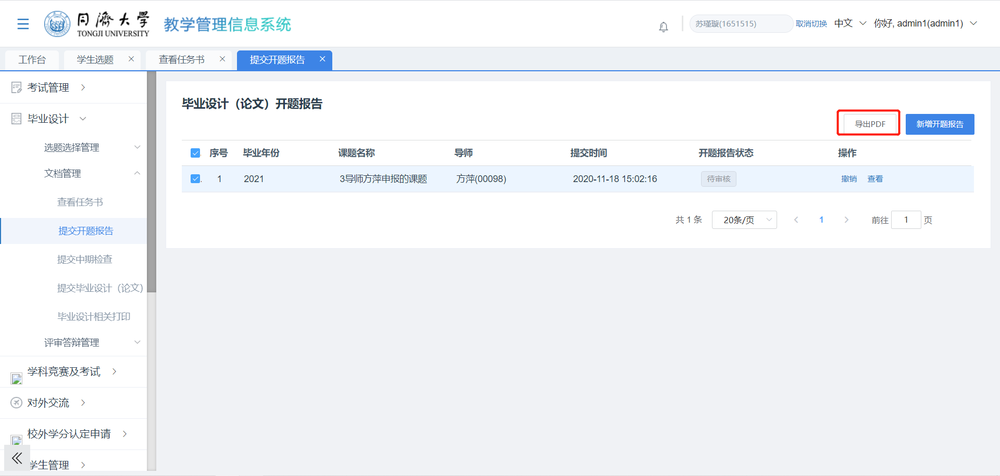 同濟大學
TONGJI UNIVERSITY
教学管理信息系统
苏瑾璇(1651515)
取消切换
中文
你好, admin1(admin1)
工作台
学生选题
查看任务书
提交开题报告
考试管理
毕业设计
选题选择管理
文档管理
查看任务书
提交开题报告
提交中期检查
提交毕业设计（论文）
毕业设计相关打印
评审答辩管理
学科竞赛及考试
对外交流
校外学分认定申请
学生管理
毕业设计（论文）开题报告
导出PDF
新增开题报告
序号 毕业年份 课题名称 导师 提交时间 开题报告状态 操作
1 2021 3导师方萍申报的课题 方萍(00098) 2020-11-18 15:02:16 待审核 撤销 查看
共 1 条 20条/页 1 前往 1 页